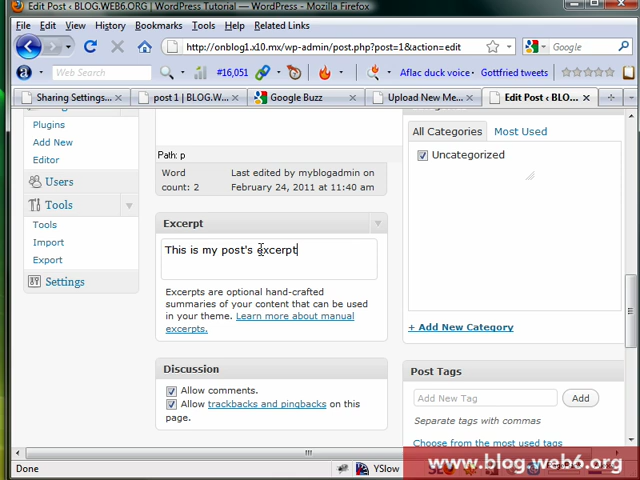 Edit Post ‹ BLOG.WEB6.ORG | WordPress Tutorial — WordPress - Mozilla Firefox
File Edit View History Bookmarks Tools Help Related Links
http://onblog1.x10.mx/wp-admin/post.php?post=1&action=edit
Google
Web Search
#16,051
Aflac duck voice
Gottfried tweets
Sharing Settings...
post 1 | BLOG.W...
Google Buzz
Upload New Me...
Edit Post ‹ BLO...
Plugins
Add New
Editor
Users
Tools
Tools
Import
Export
Settings
Path: p
Word count: 2
Last edited by myblogadmin on
February 24, 2011 at 11:40 am
Excerpt
This is my post's excerpt
Excerpts are optional hand-crafted
summaries of your content that can be used
in your theme. Learn more about manual
excerpts.
Discussion
Allow comments.
Allow trackbacks and pingbacks on this
page.
All Categories
Most Used
Uncategorized
+ Add New Category
Post Tags
Add New Tag
Add
Separate tags with commas
Choose from the most used tags
Done
YSlow
www.blog.web6.org